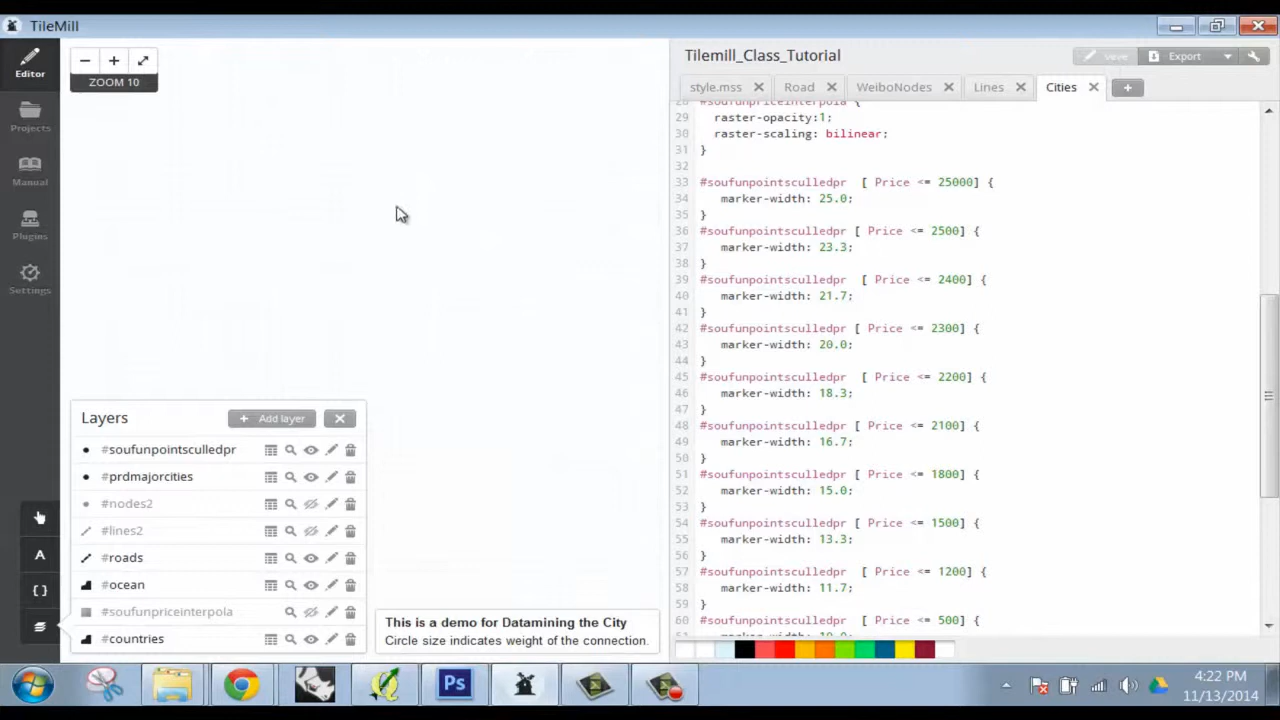 TileMill
Editor
Projects
Manual
Plugins
Settings
A
{ }
ZOOM 10
Layers
+ Add layer
#soufunpointsculledpr
#prdmajorcities
#nodes2
#lines2
#roads
#ocean
#soufunpriceinterpola
#countries
This is a demo for Datamining the City
Circle size indicates weight of the connection.
Tilemill_Class_Tutorial
Save
Export
style.mss
Road
WeiboNodes
Lines
Cities
28 #soufunpriceinterpola {
29 raster-opacity:1;
30 raster-scaling: bilinear;
31 }
32
33 #soufunpointsculledpr [ Price <= 25000] {
34 marker-width: 25.0;
35 }
36 #soufunpointsculledpr [ Price <= 2500] {
37 marker-width: 23.3;
38 }
39 #soufunpointsculledpr [ Price <= 2400] {
40 marker-width: 21.7;
41 }
42 #soufunpointsculledpr [ Price <= 2300] {
43 marker-width: 20.0;
44 }
45 #soufunpointsculledpr [ Price <= 2200] {
46 marker-width: 18.3;
47 }
48 #soufunpointsculledpr [ Price <= 2100] {
49 marker-width: 16.7;
50 }
51 #soufunpointsculledpr [ Price <= 1800] {
52 marker-width: 15.0;
53 }
54 #soufunpointsculledpr [ Price <= 1500] {
55 marker-width: 13.3;
56 }
57 #soufunpointsculledpr [ Price <= 1200] {
58 marker-width: 11.7;
59 }
60 #soufunpointsculledpr [ Price <= 500] {
61 marker-width: 10.0;
Ps
4:22 PM
11/13/2014